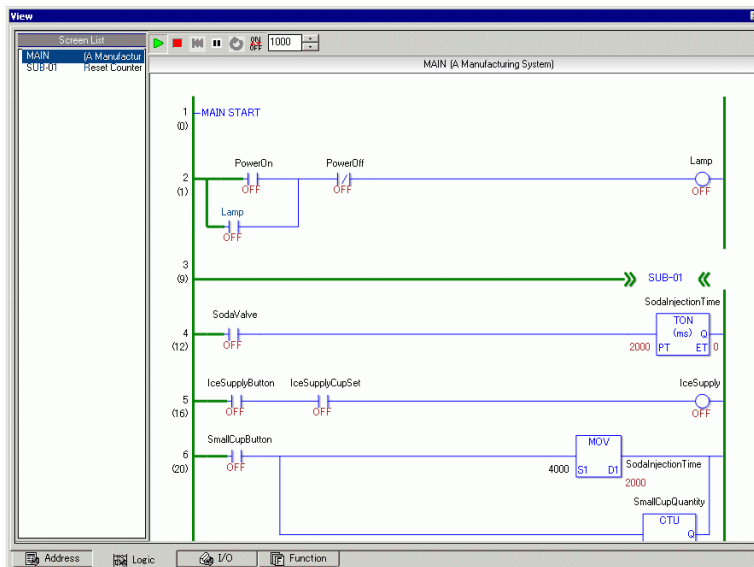 View
Screen List
MAIN (A Manufactur
SUB-01 Reset Counter
ON OFF 1000
MAIN (A Manufacturing System)
1 MAIN START
(0)
PowerOn PowerOff Lamp
2
(1) OFF OFF OFF
Lamp
OFF
3
(9) SUB-01
SodaInjectionTime
SodaValve
TON
4 (ms) Q
(12) OFF 2000 PT ET 0
IceSupplyButton IceSupplyCupSet IceSupply
5
(16) OFF OFF OFF
SmallCupButton
MOV
6
(20) OFF 4000 S1 D1 SodaInjectionTime
2000
SmallCupQuantity
CTU
Q
Address Logic I/O Function